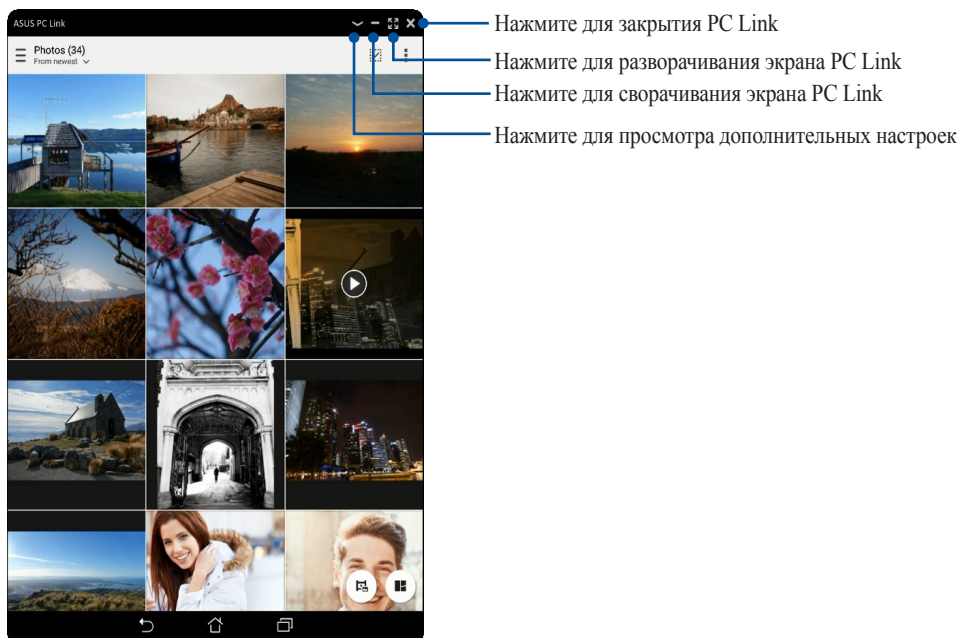 ASUS PC Link
Photos (34)
From newest
Нажмите для закрытия PC Link
Нажмите для разворачивания экрана PC Link
Нажмите для сворачивания экрана PC Link
Нажмите для просмотра дополнительных настроек